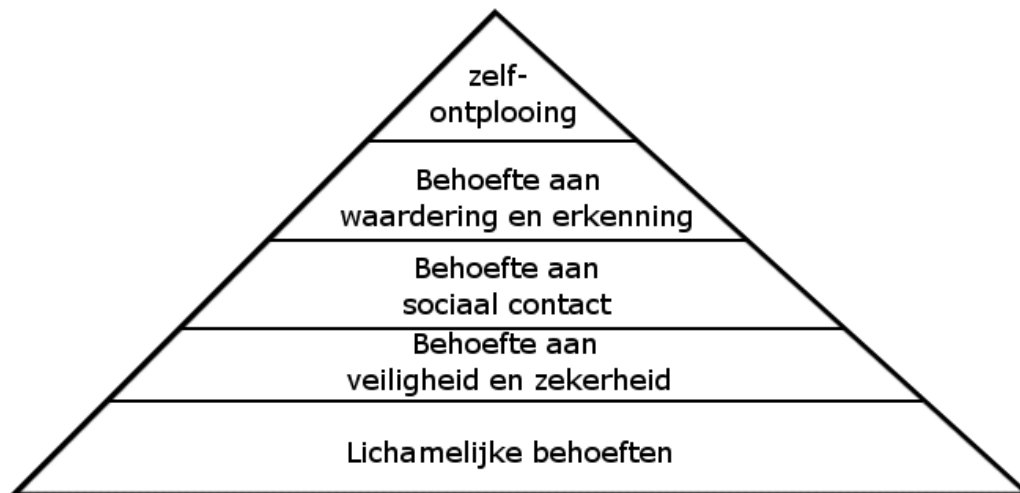 zelf-
ontplooing
Behoefte aan
waardering en erkenning
Behoefte aan
sociaal contact
Behoefte aan
veiligheid en zekerheid
Lichamelijke behoeften